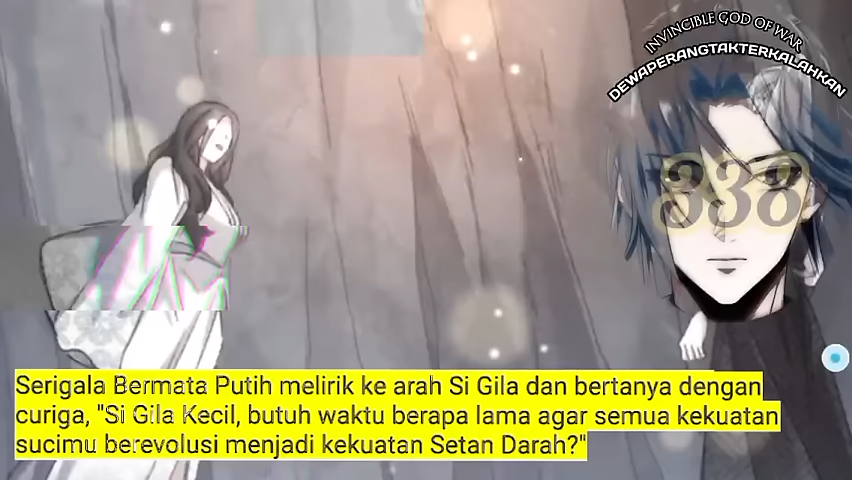 INVINCIBLE GOD OF WAR
DEWAPERANGTAKTERKALAHKAN
338
Serigala Bermata Putih melirik ke arah Si Gila dan bertanya dengan
curiga, "Si Gila Kecil, butuh waktu berapa lama agar semua kekuatan
sucimu berevolusi menjadi kekuatan Setan Darah?"